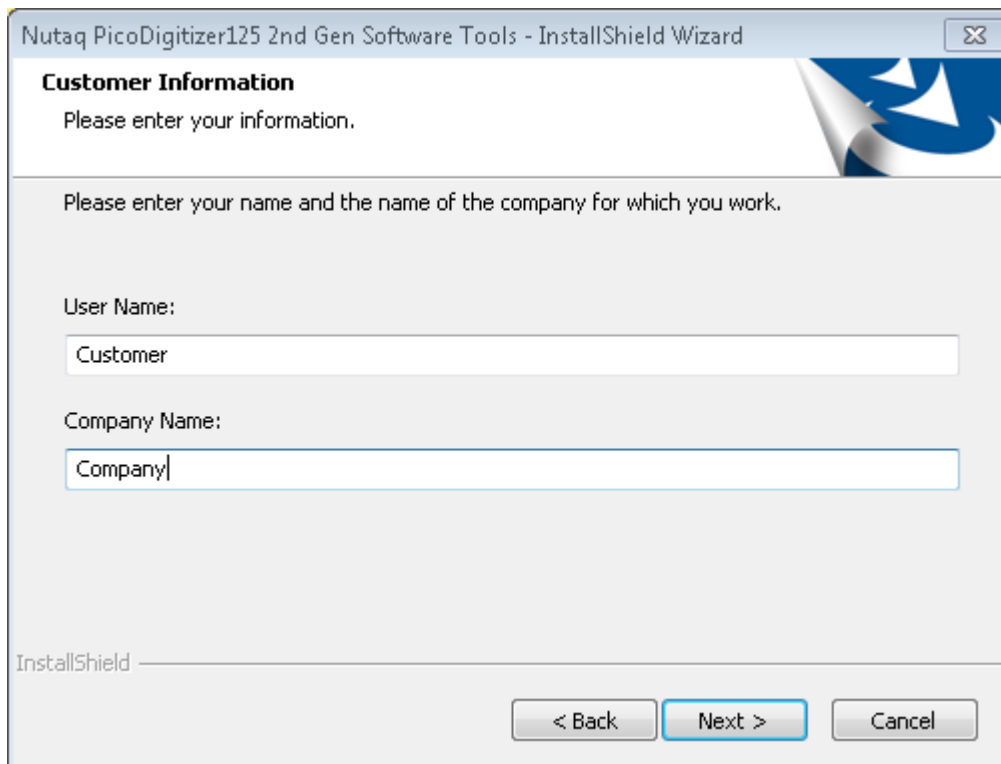 Nutaq PicoDigitizer125 2nd Gen Software Tools - InstallShield Wizard
Customer Information
Please enter your information.
Please enter your name and the name of the company for which you work.
User Name:
Customer
Company Name:
Company
InstallShield
< Back Next > Cancel